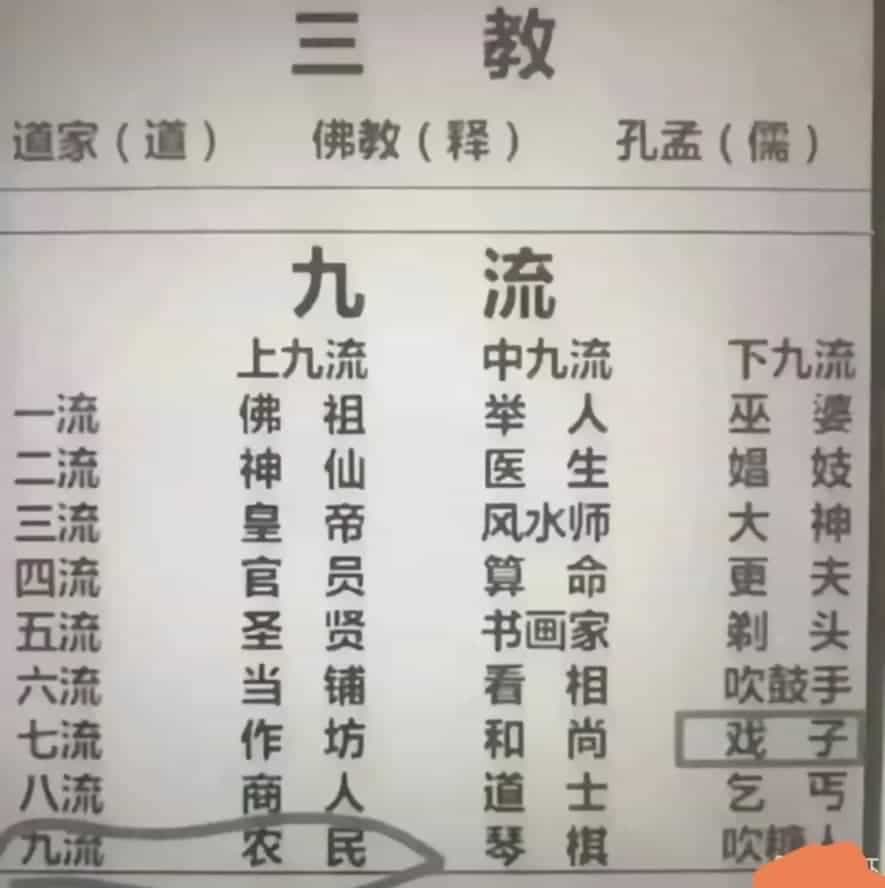 三 教
道家（道） 佛教（释） 孔孟（儒）
九 流
上九流 中九流 下九流
一流 佛祖 举人 巫婆
二流 神仙 医生 娼妓
三流 皇帝 风水师 大神
四流 官员 算命 更夫
五流 圣贤 书画家 剃头
六流 当铺 看相 吹鼓手
七流 作坊 和尚 戏子
八流 商人 道士 乞丐
九流 农民 琴棋 吹糖人